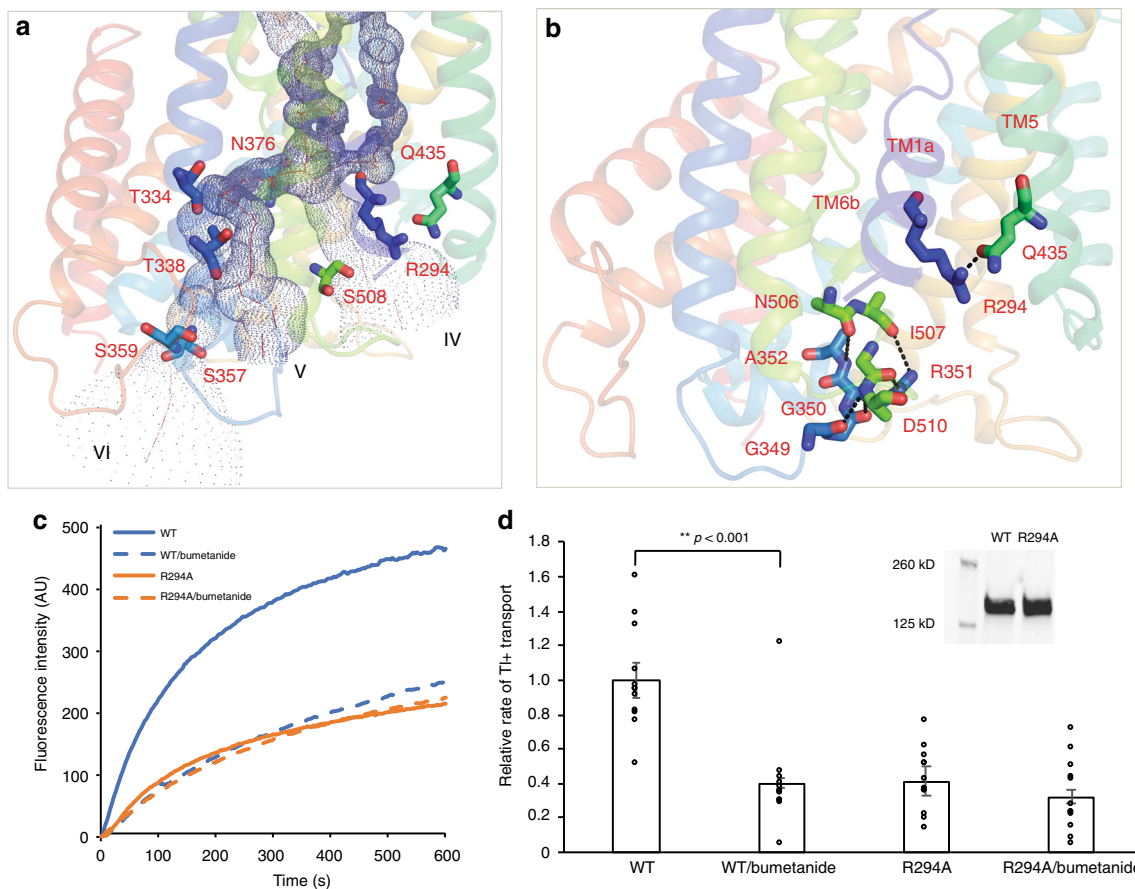 a
N376
Q435
T334
T338
R294
S508
S359
S357
IV
V
VI
b
TM5
TM1a
TM6b
Q435
R294
N506
I507
A352
R351
G350
D510
G349
c
500
400
300
200
100
0
Fluorescence intensity (AU)
WT
WT/bumetanide
R294A
R294A/bumetanide
0 100 200 300 400 500 600
Time (s)
d
1.8
1.6
1.4
1.2
1.0
0.8
0.6
0.4
0.2
0
Relative rate of Tl+ transport
** p < 0.001
WT R294A
260 kD
125 kD
WT WT/bumetanide R294A R294A/bumetanide